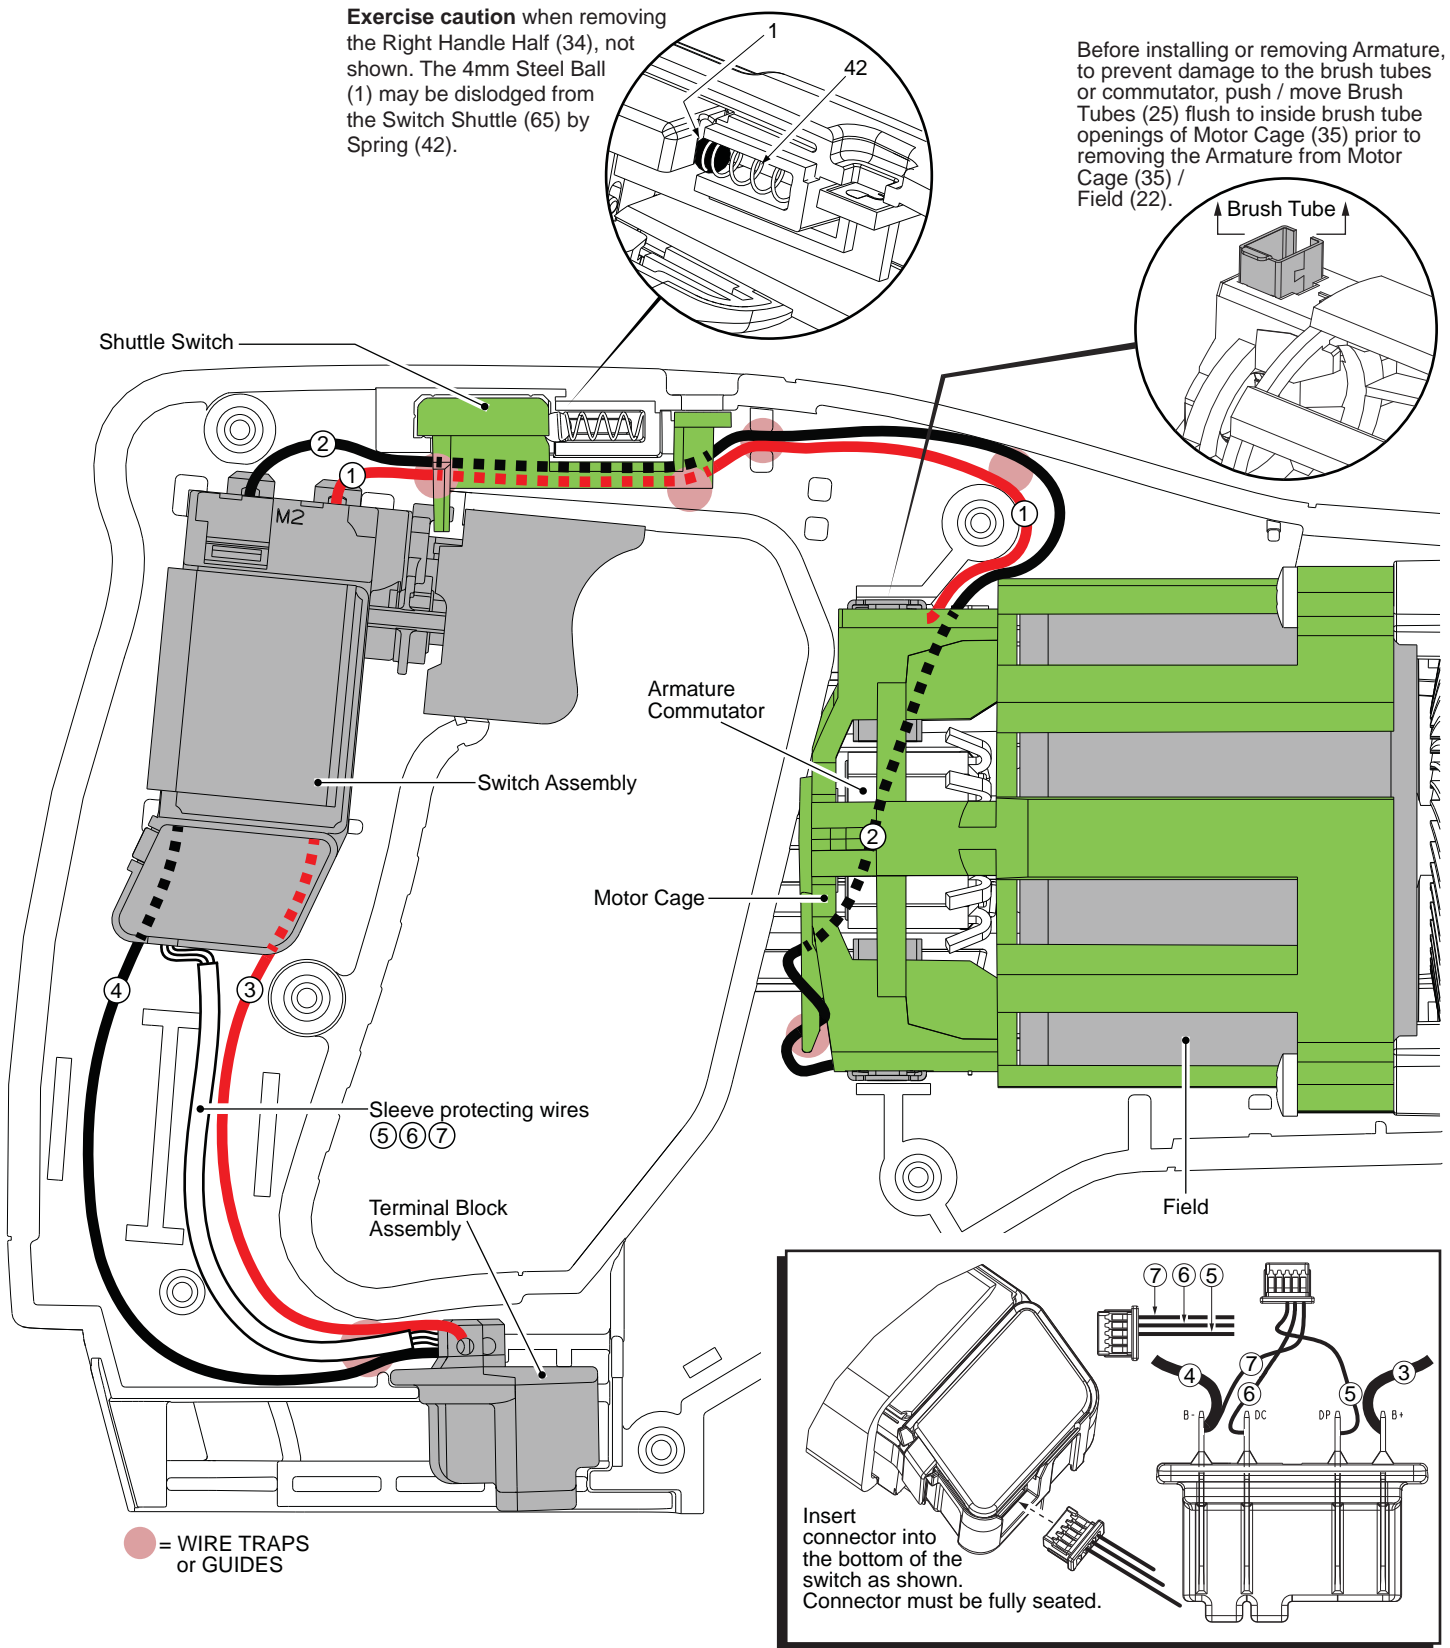 Exercise caution when removing
the Right Handle Half (34), not
shown. The 4mm Steel Ball
(1) may be dislodged from
the Switch Shuttle (65) by
Spring (42).
1
42
Before installing or removing Armature,
to prevent damage to the brush tubes
or commutator, push / move Brush
Tubes (25) flush to inside brush tube
openings of Motor Cage (35) prior to
removing the Armature from Motor
Cage (35) /
Field (22).
Brush Tube
Shuttle Switch
2
1
M2
1
Armature
Commutator
Switch Assembly
2
Motor Cage
4
3
Sleeve protecting wires
5 6 7
Terminal Block
Assembly
Field
= WIRE TRAPS
or GUIDES
7 6 5
7
4
6
5
3
B- DC DP B+
Insert
connector into
the bottom of the
switch as shown.
Connector must be fully seated.